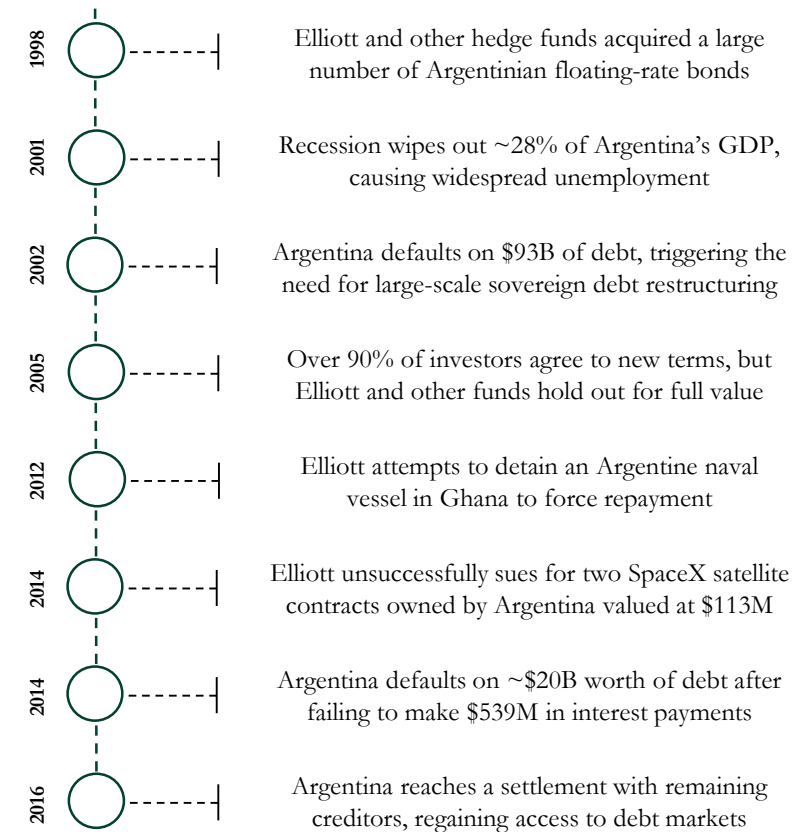 1998
Elliott and other hedge funds acquired a large
number of Argentinian floating-rate bonds
2001
Recession wipes out ~28% of Argentina's GDP,
causing widespread unemployment
2002
Argentina defaults on $93B of debt, triggering the
need for large-scale sovereign debt restructuring
2005
Over 90% of investors agree to new terms, but
Elliott and other funds hold out for full value
2012
Elliott attempts to detain an Argentine naval
vessel in Ghana to force repayment
2014
Elliott unsuccessfully sues for two SpaceX satellite
contracts owned by Argentina valued at $113M
2014
Argentina defaults on ~$20B worth of debt after
failing to make $539M in interest payments
2016
Argentina reaches a settlement with remaining
creditors, regaining access to debt markets